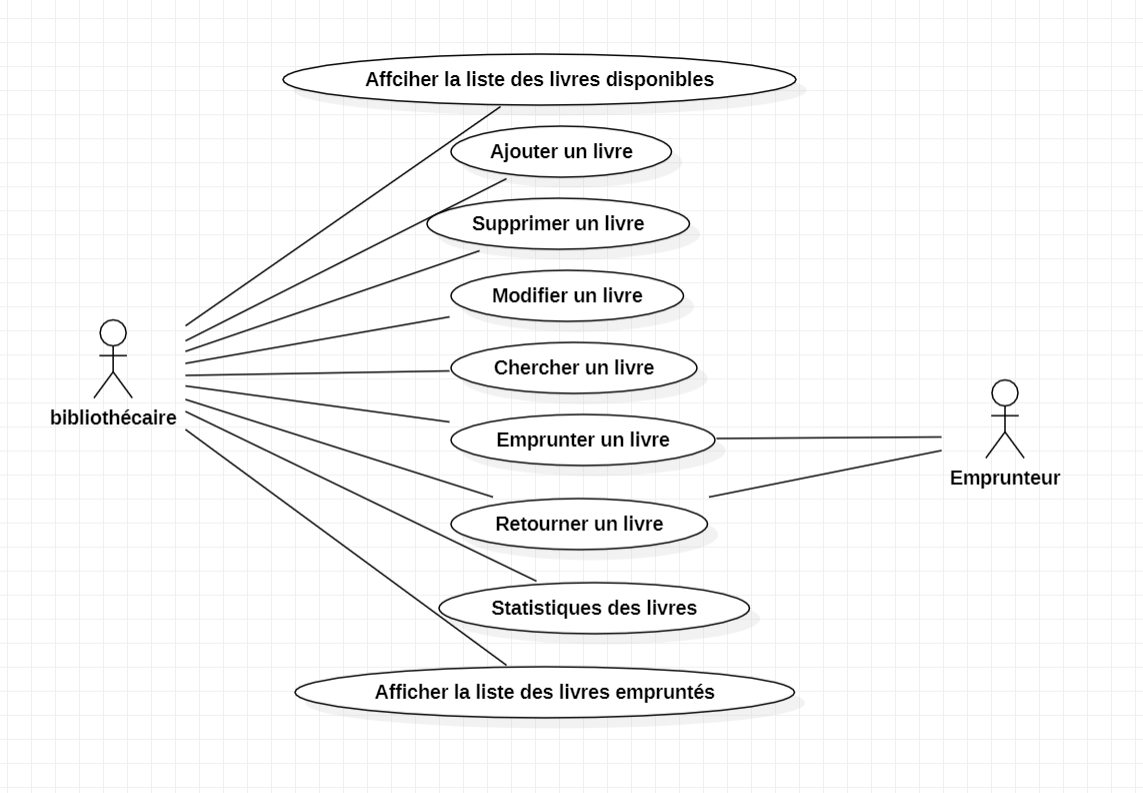 Affciher la liste des livres disponibles
Ajouter un livre
Supprimer un livre
Modifier un livre
Chercher un livre
bibliothécaire
Emprunter un livre
Emprunteur
Retourner un livre
Statistiques des livres
Afficher la liste des livres empruntés